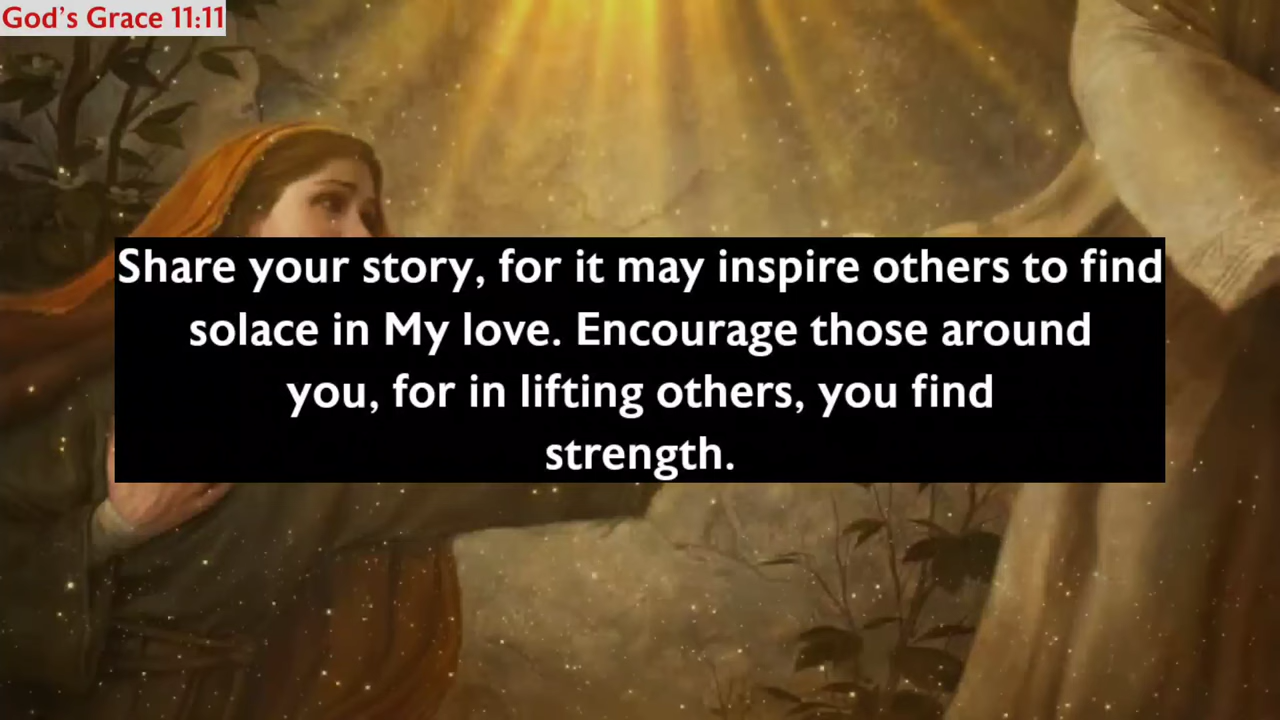 God’s Grace 11:11
Share your story, for it may inspire others to find
solace in My love. Encourage those around
you, for in lifting others, you find
strength.